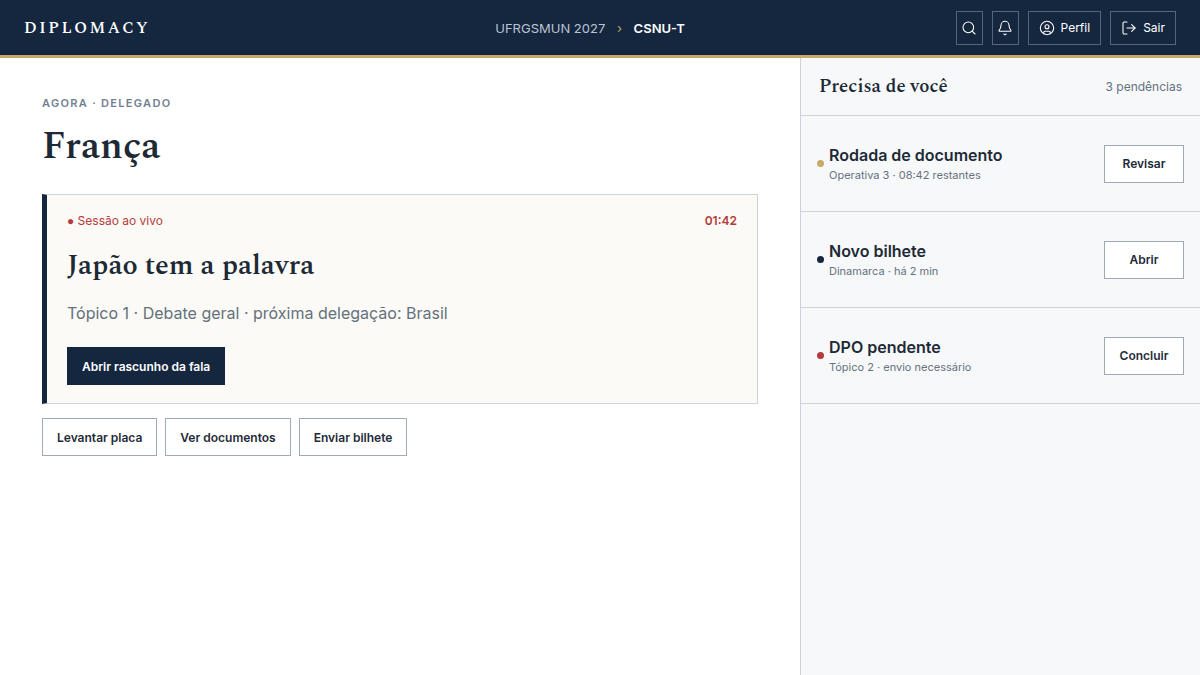 DIPLOMACY
UFRGSMUN 2027 › CSNU-T
Perfil
Sair
AGORA · DELEGADO
França
● Sessão ao vivo
01:42
Japão tem a palavra
Tópico 1 · Debate geral · próxima delegação: Brasil
Abrir rascunho da fala
Levantar placa
Ver documentos
Enviar bilhete
Precisa de você
3 pendências
Rodada de documento
Operativa 3 · 08:42 restantes
Revisar
Novo bilhete
Dinamarca · há 2 min
Abrir
DPO pendente
Tópico 2 · envio necessário
Concluir